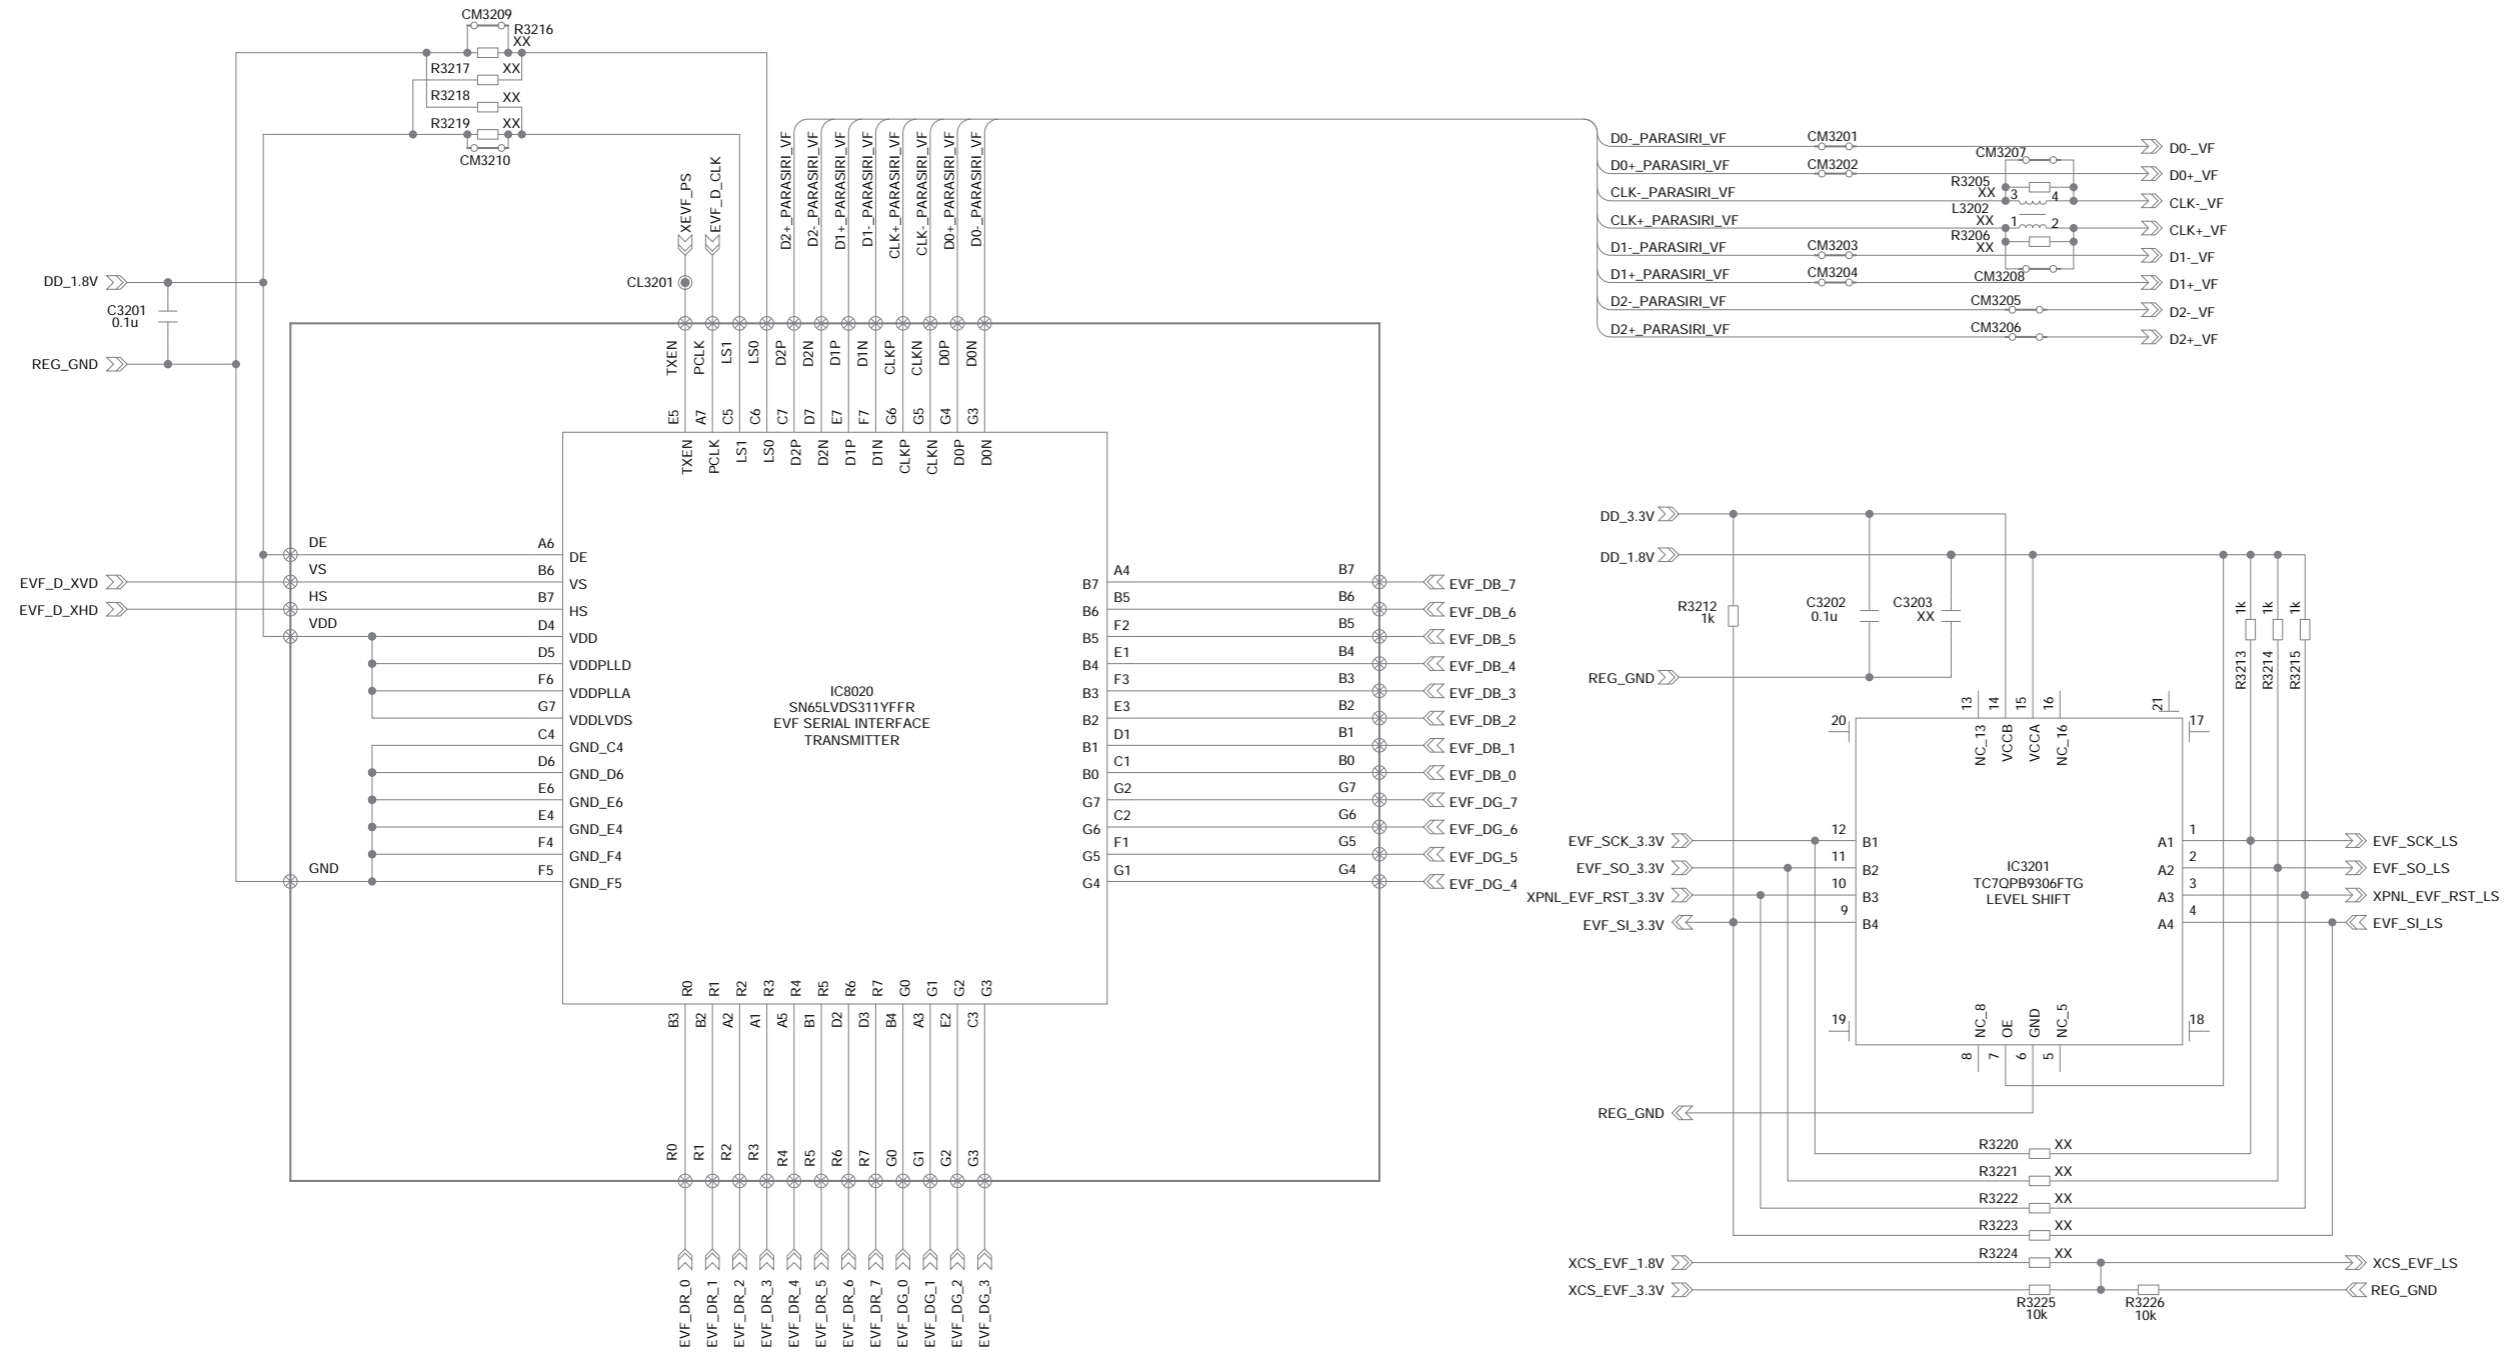 CM3209
R3216
XX
R3217
XX
R3218
XX
R3219
XX
CM3210
XEVF_PS
EVF_D_CLK
D2+_PARASIRI_VF
D2-_PARASIRI_VF
D1+_PARASIRI_VF
D1-_PARASIRI_VF
CLK+_PARASIRI_VF
CLK-_PARASIRI_VF
D0+_PARASIRI_VF
D0-_PARASIRI_VF
D0-_PARASIRI_VF
CM3201
D0-_VF
D0+_PARASIRI_VF
CM3202
CM3207
D0+_VF
CLK-_PARASIRI_VF
R3205
XX
3
4
CLK-_VF
CLK+_PARASIRI_VF
L3202
XX
1
2
CLK+_VF
R3206
XX
D1-_PARASIRI_VF
CM3203
D1-_VF
D1+_PARASIRI_VF
CM3204
CM3208
D1+_VF
D2-_PARASIRI_VF
CM3205
D2-_VF
D2+_PARASIRI_VF
CM3206
D2+_VF
DD_1.8V
C3201
0.1u
REG_GND
CL3201
TXEN
PCLK
LS1
LS0
D2P
D2N
D1P
D1N
CLKP
CLKN
D0P
D0N
E5
A7
C5
C6
C7
D7
E7
F7
G6
G5
G4
G3
TXEN
PCLK
LS1
LS0
D2P
D2N
D1P
D1N
CLKP
CLKN
D0P
D0N
DE
A6
DE
EVF_D_XVD
VS
B6
VS
EVF_D_XHD
HS
B7
HS
VDD
D4
VDD
D5
VDDPLLD
F6
VDDPLLA
G7
VDDLVDS
C4
GND_C4
D6
GND_D6
E6
GND_E6
E4
GND_E4
F4
GND_F4
GND
F5
GND_F5
IC8020
SN65LVDS311YFFR
EVF SERIAL INTERFACE
TRANSMITTER
B7
A4
B7
EVF_DB_7
B6
B5
B6
EVF_DB_6
B5
F2
B5
EVF_DB_5
B4
E1
B4
EVF_DB_4
B3
F3
B3
EVF_DB_3
B2
E3
B2
EVF_DB_2
B1
D1
B1
EVF_DB_1
B0
C1
B0
EVF_DB_0
G7
G2
G7
EVF_DG_7
G6
C2
G6
EVF_DG_6
G5
F1
G5
EVF_DG_5
G4
G1
G4
EVF_DG_4
R0
R1
R2
R3
R4
R5
R6
R7
G0
G1
G2
G3
B3
B2
A2
A1
A5
B1
D2
D3
B4
A3
E2
C3
R0
R1
R2
R3
R4
R5
R6
R7
G0
G1
G2
G3
EVF_DR_0
EVF_DR_1
EVF_DR_2
EVF_DR_3
EVF_DR_4
EVF_DR_5
EVF_DR_6
EVF_DR_7
EVF_DG_0
EVF_DG_1
EVF_DG_2
EVF_DG_3
DD_3.3V
DD_1.8V
R3212
1k
C3202
0.1u
C3203
XX
1k
1k
1k
R3213
R3214
R3215
REG_GND
13
14
15
16
21
20
17
NC_13
VCCB
VCCA
NC_16
EVF_SCK_3.3V
12
B1
A1
1
EVF_SCK_LS
EVF_SO_3.3V
11
B2
A2
2
EVF_SO_LS
XPNL_EVF_RST_3.3V
10
B3
A3
3
XPNL_EVF_RST_LS
EVF_SI_3.3V
9
B4
A4
4
EVF_SI_LS
IC3201
TC7QPB9306FTG
LEVEL SHIFT
19
18
NC_8
OE
GND
NC_5
8
7
6
5
REG_GND
R3220
XX
R3221
XX
R3222
XX
R3223
XX
XCS_EVF_1.8V
R3224
XX
XCS_EVF_LS
XCS_EVF_3.3V
R3225
10k
R3226
10k
REG_GND